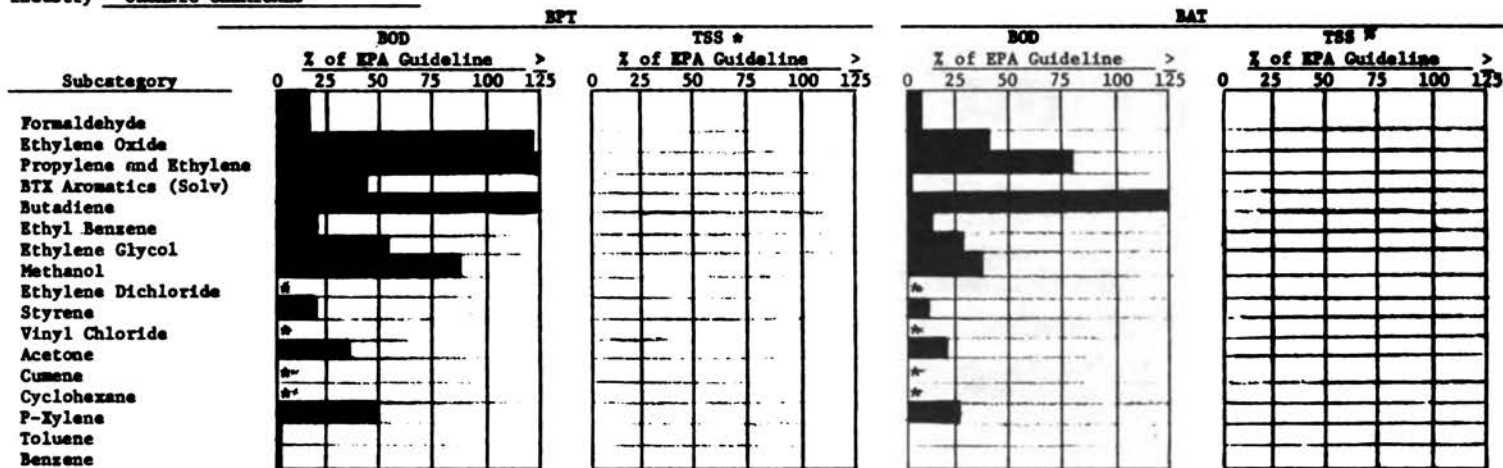 BPT BAT
BOD TSS * BOD TSS *
% of EPA Guideline > % of EPA Guideline > % of EPA Guideline > % of EPA Guideline >
Subcategory 0 25 50 75 100 125 0 25 50 75 100 125 0 25 50 75 100 125 0 25 50 75 100 125
Formaldehyde
Ethylene Oxide
Propylene and Ethylene
BTX Aromatics (Solv)
Butadiene
Ethyl Benzene
Ethylene Glycol
Methanol
Ethylene Dichloride * *
Styrene
Vinyl Chloride * *
Acetone
Cumene * *
Cyclohexane * *
P-Xylene
Toluene
Benzene